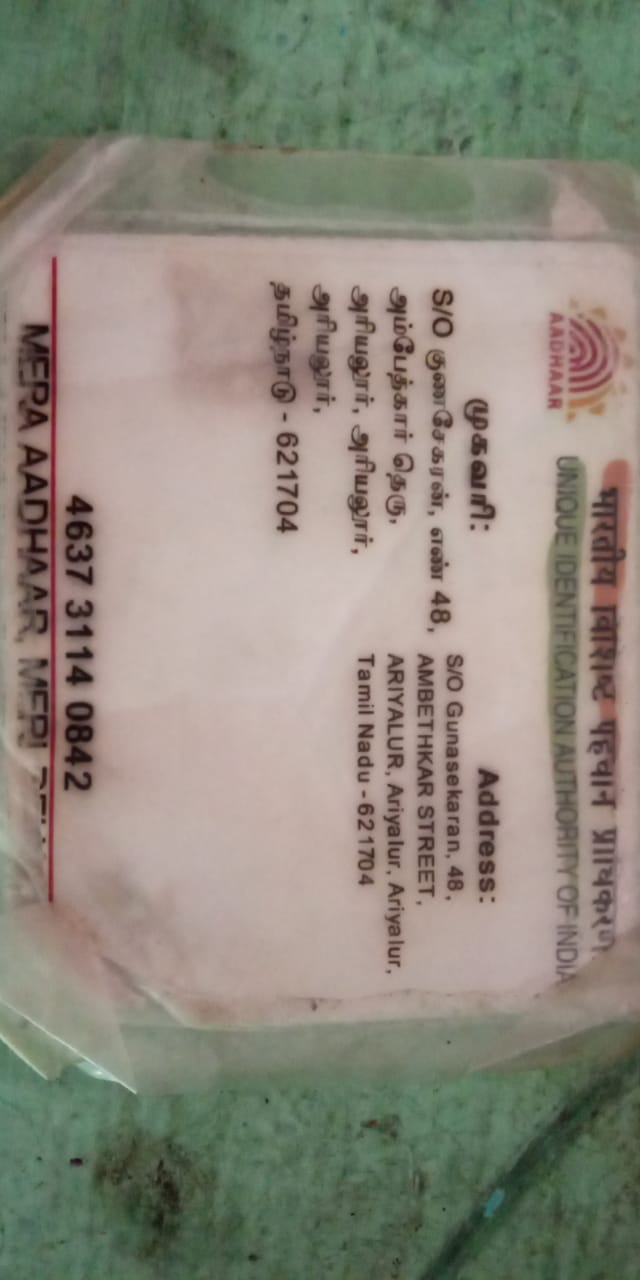 भारतीय विशिष्ट पहचान प्राधिकरण
UNIQUE IDENTIFICATION AUTHORITY OF INDIA
AADHAAR
முகவரி:
S/O குணசேகரன், எண் 48,
அம்பேத்கார் தெரு,
அரியலூர், அரியலூர்,
அரியலூர்,
தமிழ்நாடு - 621704
Address:
S/O Gunasekaran, 48,
AMBETHKAR STREET,
ARIYALUR, Ariyalur, Ariyalur,
Tamil Nadu - 621704
4637 3114 0842
MERA AADHAAR, MERI